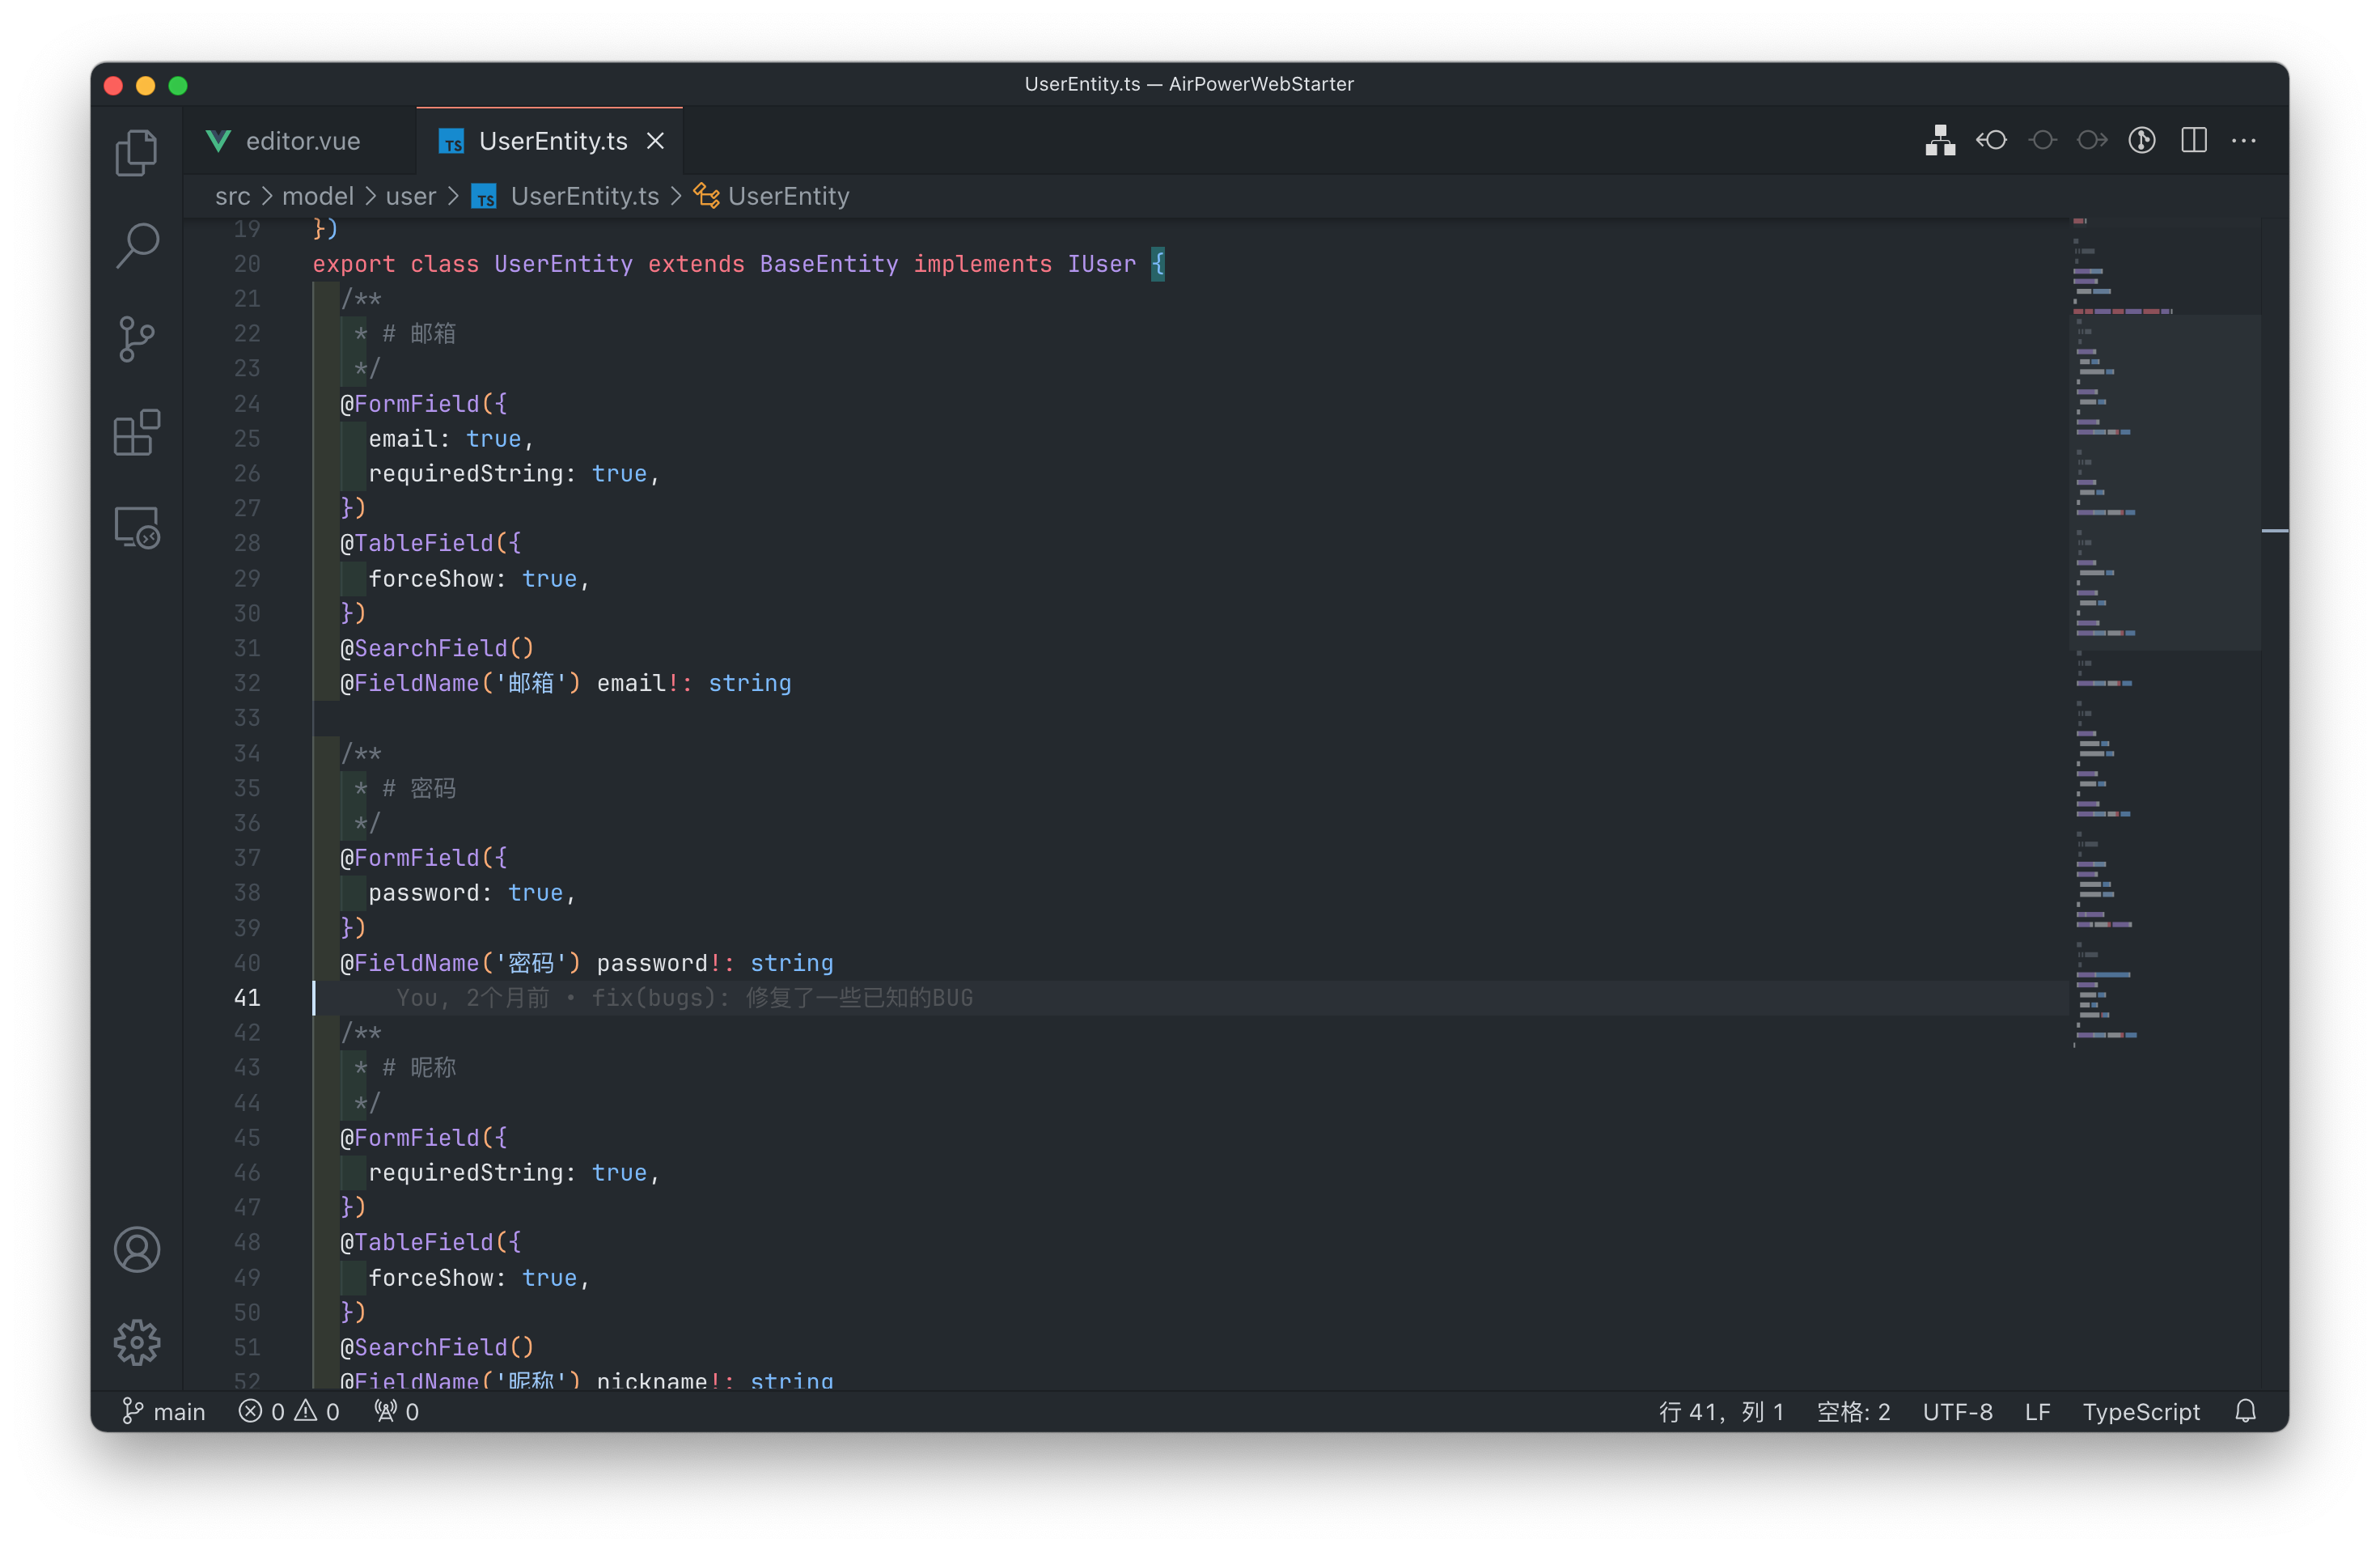 UserEntity.ts — AirPowerWebStarter
editor.vue
TS UserEntity.ts
src > model > user > TS UserEntity.ts > UserEntity
19 })
20 export class UserEntity extends BaseEntity implements IUser {
21 /**
22 * # 邮箱
23 */
24 @FormField({
25 email: true,
26 requiredString: true,
27 })
28 @TableField({
29 forceShow: true,
30 })
31 @SearchField()
32 @FieldName('邮箱') email!: string
33
34 /**
35 * # 密码
36 */
37 @FormField({
38 password: true,
39 })
40 @FieldName('密码') password!: string
41 You, 2个月前 • fix(bugs): 修复了一些已知的BUG
42 /**
43 * # 昵称
44 */
45 @FormField({
46 requiredString: true,
47 })
48 @TableField({
49 forceShow: true,
50 })
51 @SearchField()
52 @FieldName('昵称') nickname!: string
main 0 0 0 行 41，列 1 空格: 2 UTF-8 LF TypeScript